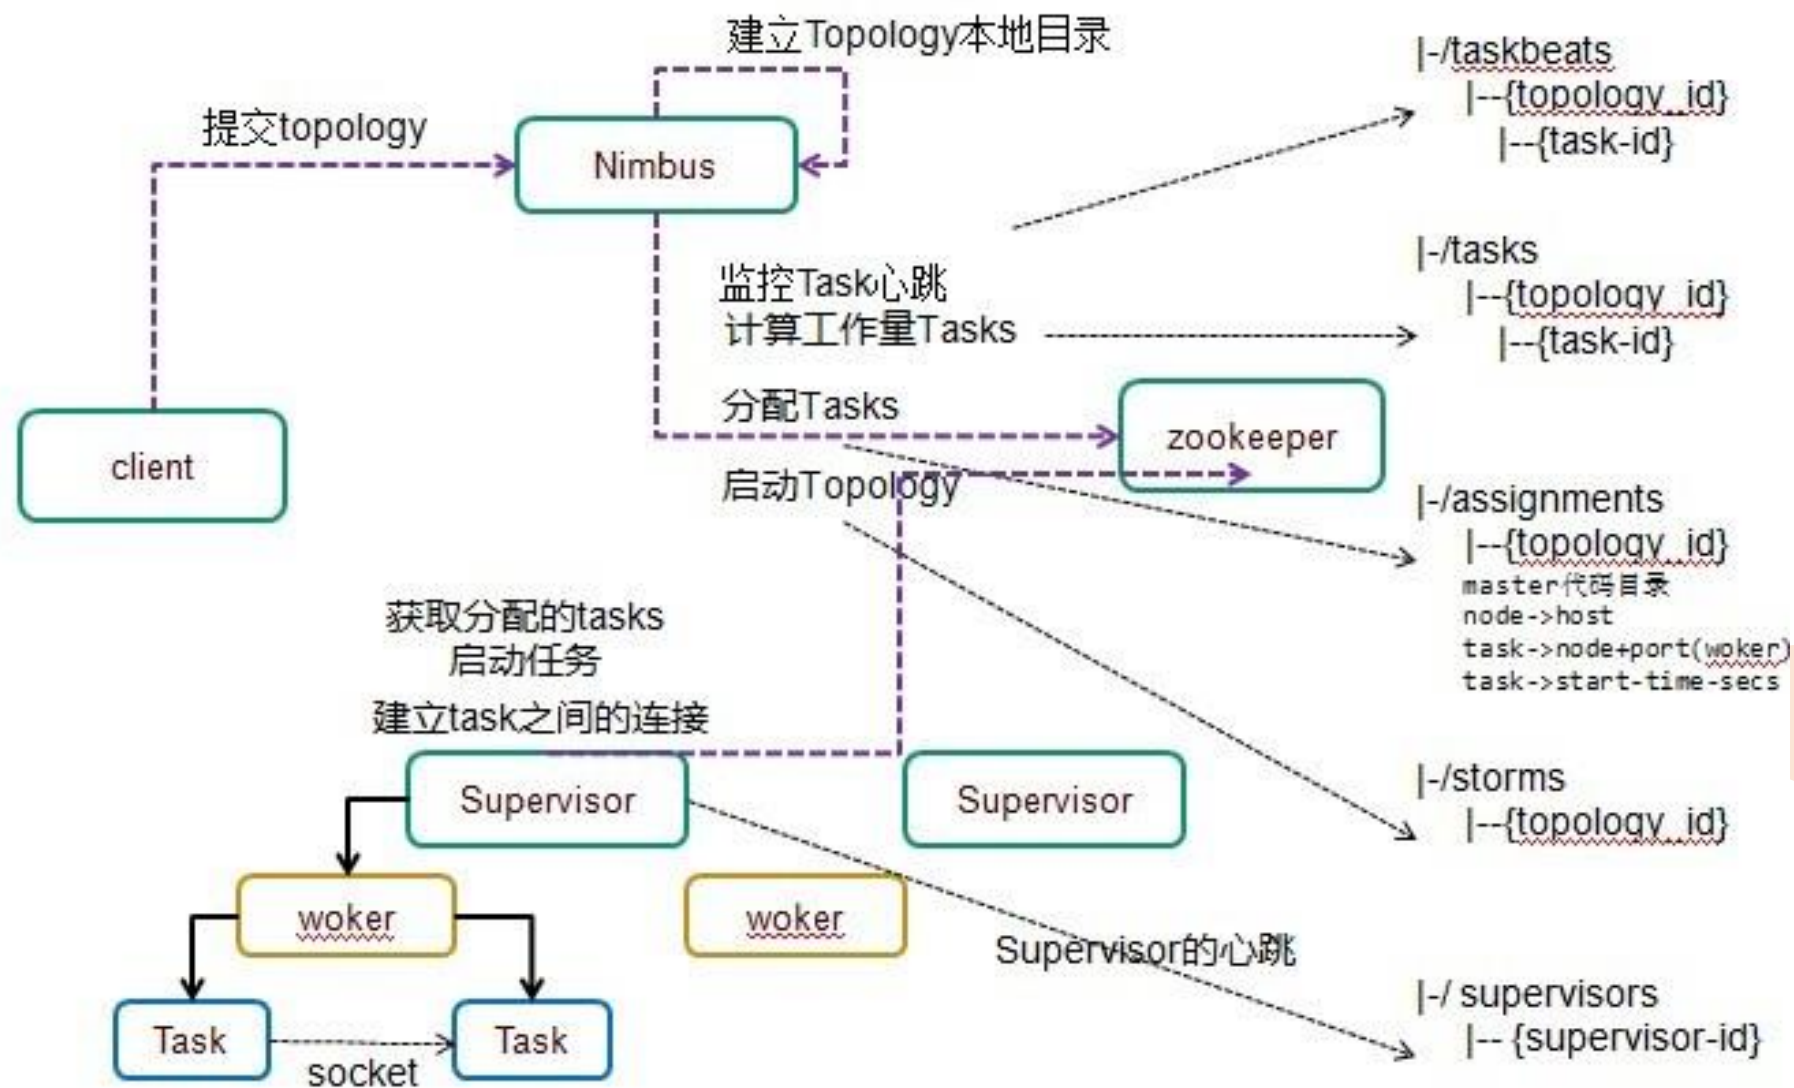 建立Topology本地目录
提交topology
Nimbus
监控Task心跳
计算工作量Tasks
分配Tasks
启动Topology
client
zookeeper
获取分配的tasks
启动任务
建立task之间的连接
Supervisor
Supervisor
woker
woker
Supervisor的心跳
Task
Task
socket
|-/taskbeats
|--{topology_id}
|--{task-id}
|-/tasks
|--{topology_id}
|--{task-id}
|-/assignments
|--{topology_id}
master代码目录
node->host
task->node+port(woker)
task->start-time-secs
|-/storms
|--{topology_id}
|-/ supervisors
|-- {supervisor-id}